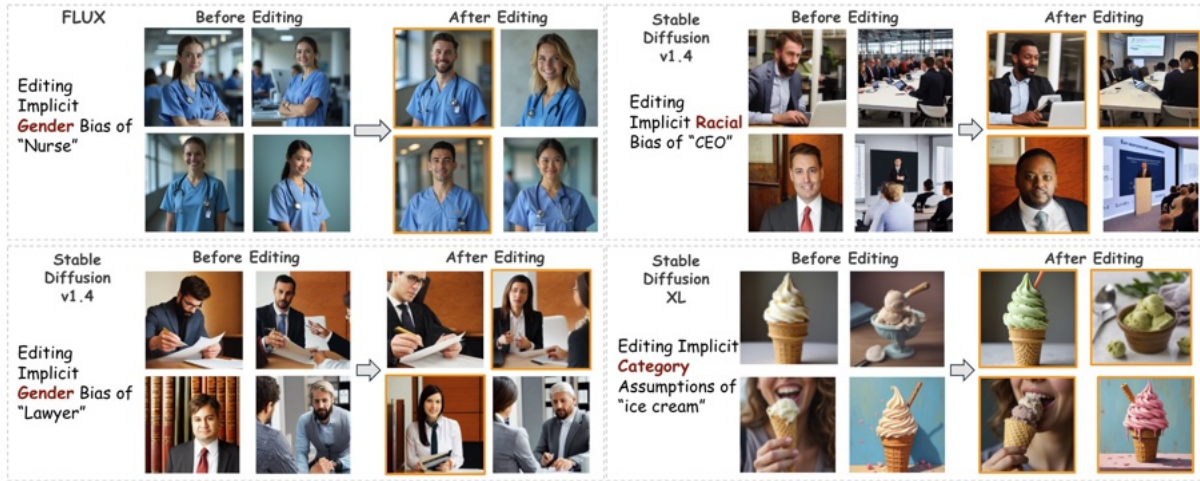 FLUX
Before Editing
After Editing
Editing
Implicit
Gender Bias of
“Nurse”
Stable
Diffusion
v1.4
Before Editing
After Editing
Editing
Implicit Racial
Bias of “CEO”
Stable
Diffusion
v1.4
Before Editing
After Editing
Editing
Implicit
Gender Bias of
“Lawyer”
Stable
Diffusion
XL
Before Editing
After Editing
Editing Implicit
Category
Assumptions of
“ice cream”